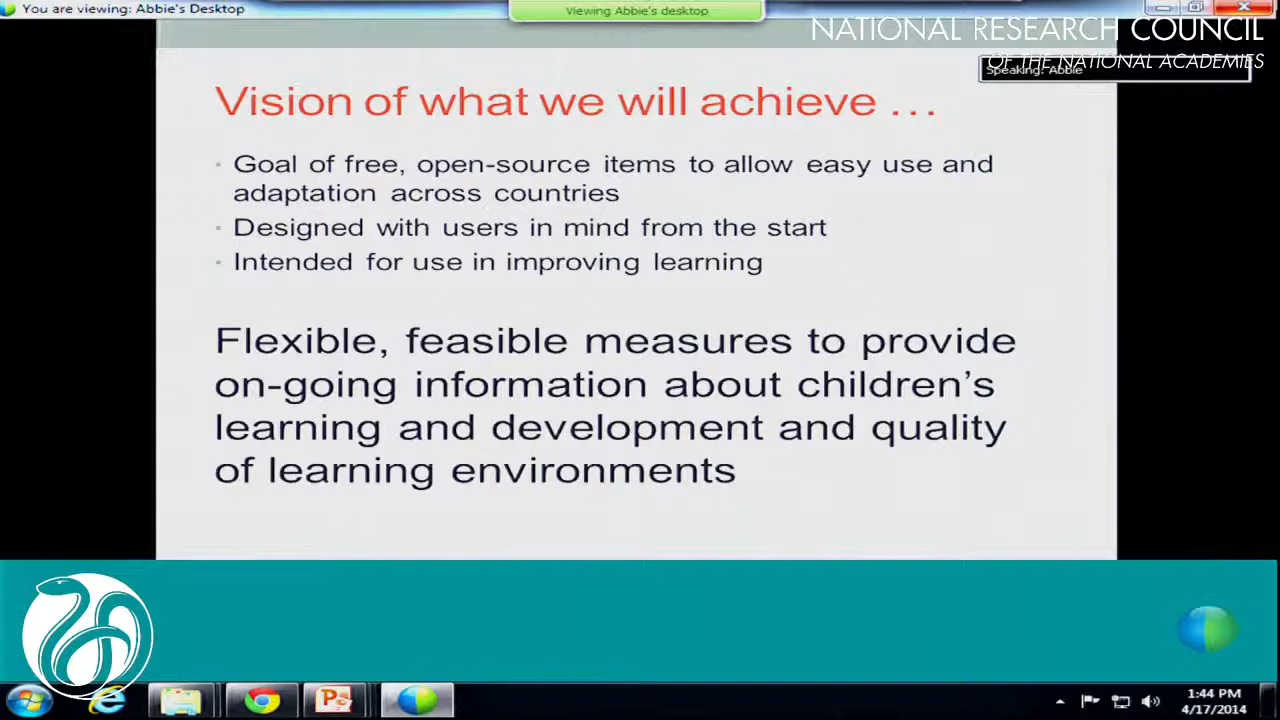 You are viewing: Abbie's Desktop
Viewing Abbie's desktop
NATIONAL RESEARCH COUNCIL
OF THE NATIONAL ACADEMIES
Speaking: Abbie
Vision of what we will achieve …
• Goal of free, open-source items to allow easy use and
adaptation across countries
• Designed with users in mind from the start
• Intended for use in improving learning
Flexible, feasible measures to provide
on-going information about children’s
learning and development and quality
of learning environments
1:44 PM
4/17/2014